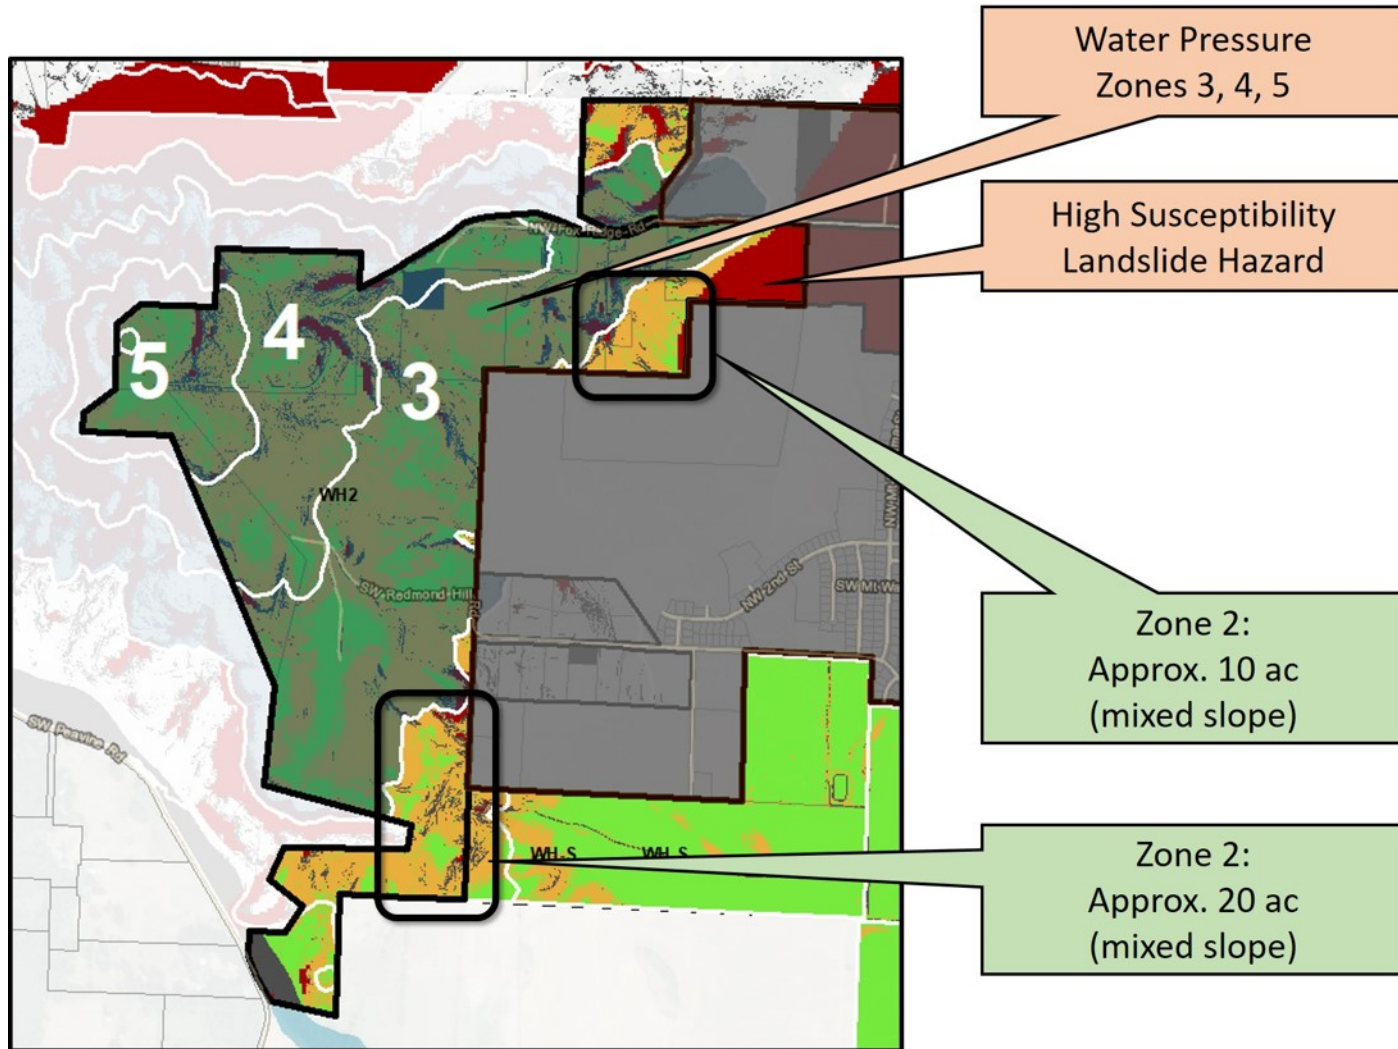 Water Pressure
Zones 3, 4, 5
High Susceptibility
Landslide Hazard
NW Fox Ridge Rd
5
4
3
WH2
SW Redmond Hill Rd
NW 2nd St
SW Peavine Rd
WH-S
WH-S
Zone 2:
Approx. 10 ac
(mixed slope)
Zone 2:
Approx. 20 ac
(mixed slope)